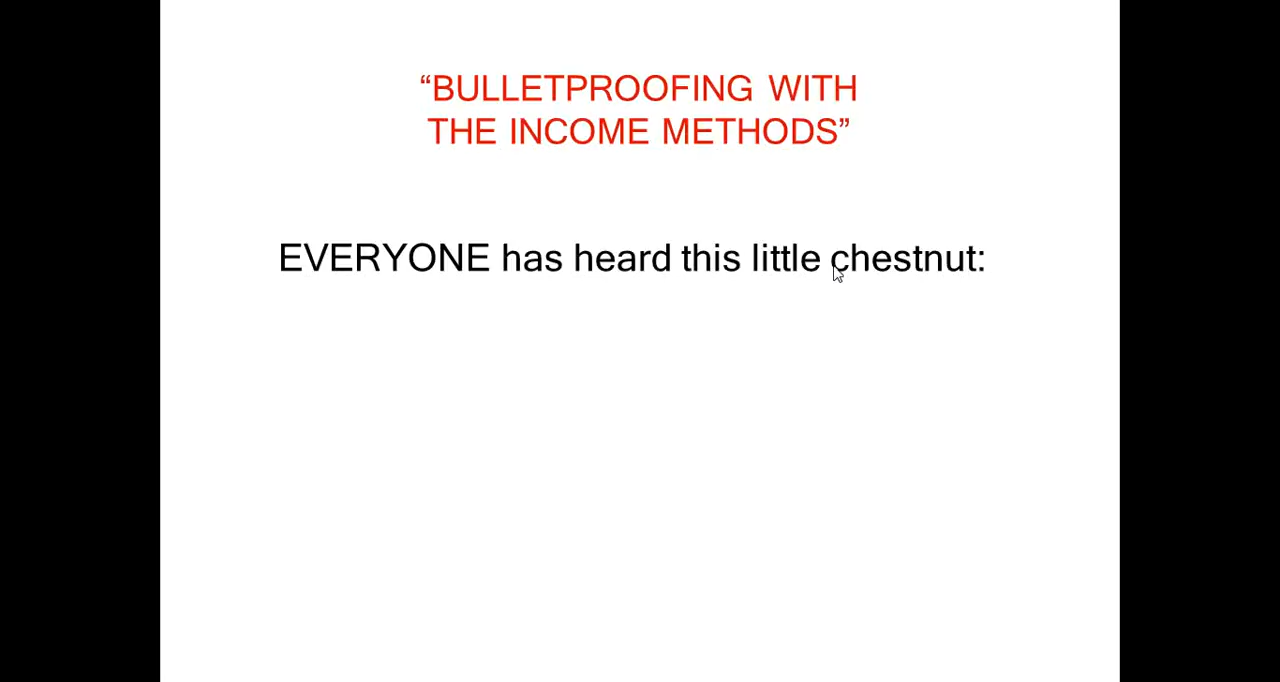 “BULLETPROOFING WITH
THE INCOME METHODS”
EVERYONE has heard this little chestnut: